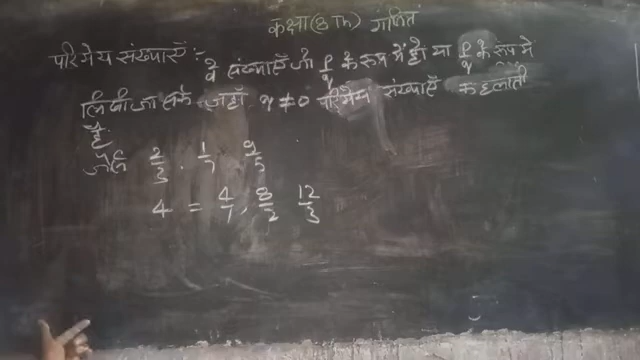 कक्षा (8 Th) गणित
परिमेय संख्याएँ :-
वे संख्याएँ जो p/q के रूप में हो या p/q के रूप में
लिखी जा सके जहाँ q ≠ 0 परिमेय संख्याएँ कहलाती
है
जैसे 2/3, 1/7, 9/5
4 = 4/1, 8/2 12/3